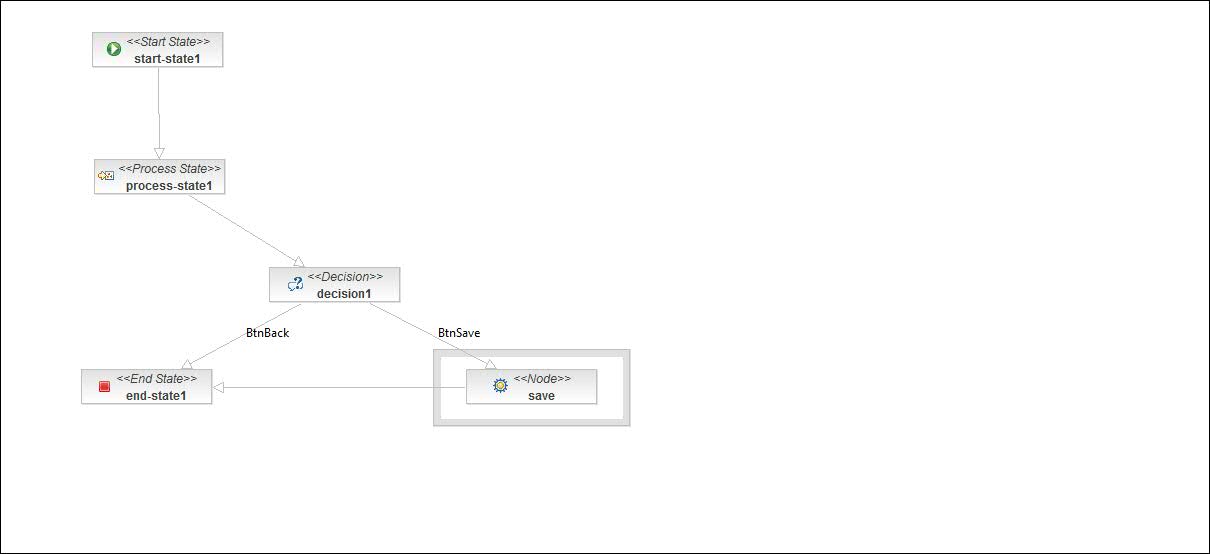 <<Start State>>
start-state1
<<Process State>>
process-state1
<<Decision>>
decision1
BtnBack
BtnSave
<<End State>>
end-state1
<<Node>>
save